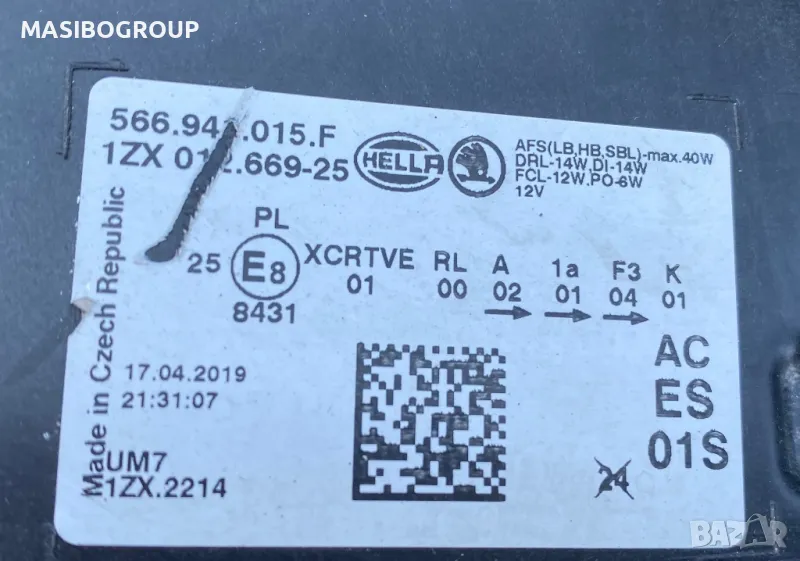 MASIBOGROUP
566.94 .015.F
1ZX 012.669-25
HELLA
AFS(LB,HB,SBL)-max.40W
DRL-14W,DI-14W
FCL-12W,PO-6W
12V
Made in Czech Republic
PL
25 E8 XCRTVE RL A 1a F3 K
8431 01 00 02 01 04 01
17.04.2019
21:31:07
UM7
1ZX.2214
AC
ES
01S
24
BAZAR